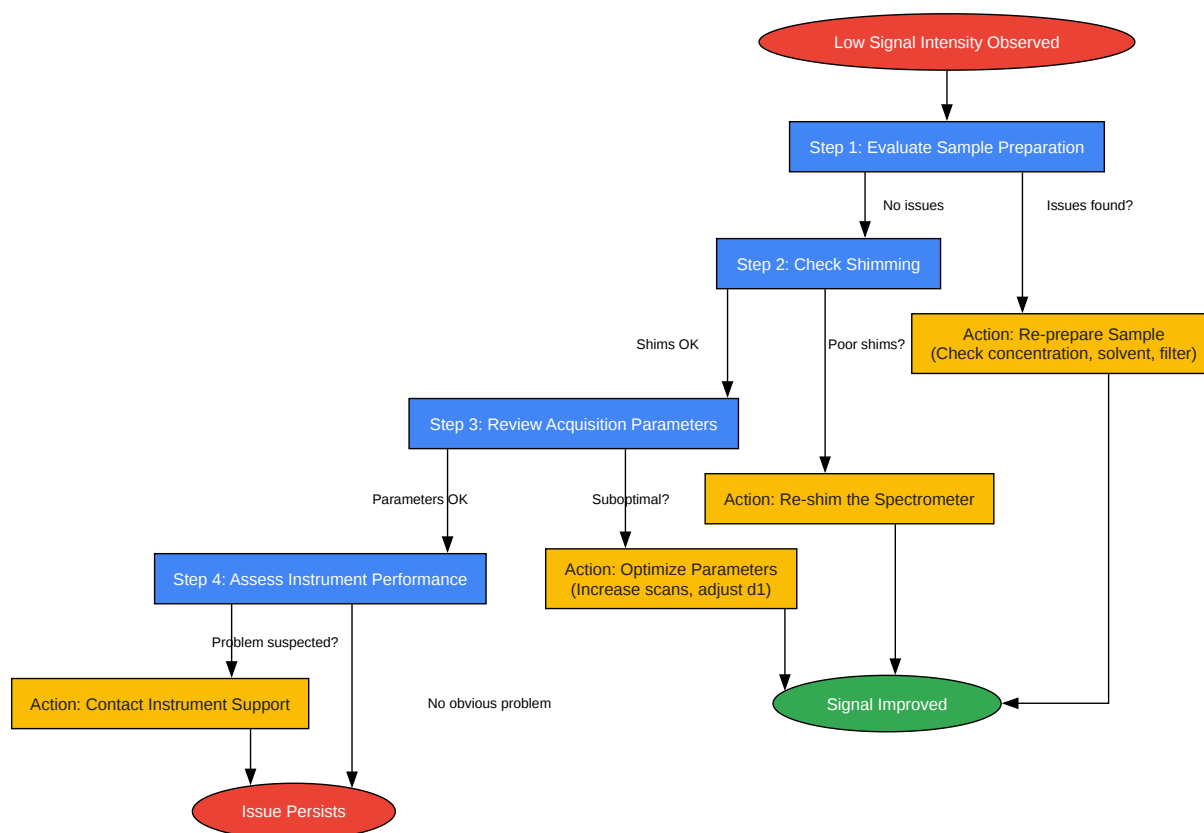 Low Signal Intensity Observed
Step 1: Evaluate Sample Preparation
No issues
Issues found?
Step 2: Check Shimming
Action: Re-prepare Sample
(Check concentration, solvent, filter)
Shims OK
Poor shims?
Step 3: Review Acquisition Parameters
Parameters OK
Suboptimal?
Action: Re-shim the Spectrometer
Step 4: Assess Instrument Performance
Action: Optimize Parameters
(Increase scans, adjust d1)
Problem suspected?
No obvious problem
Action: Contact Instrument Support
Signal Improved
Issue Persists